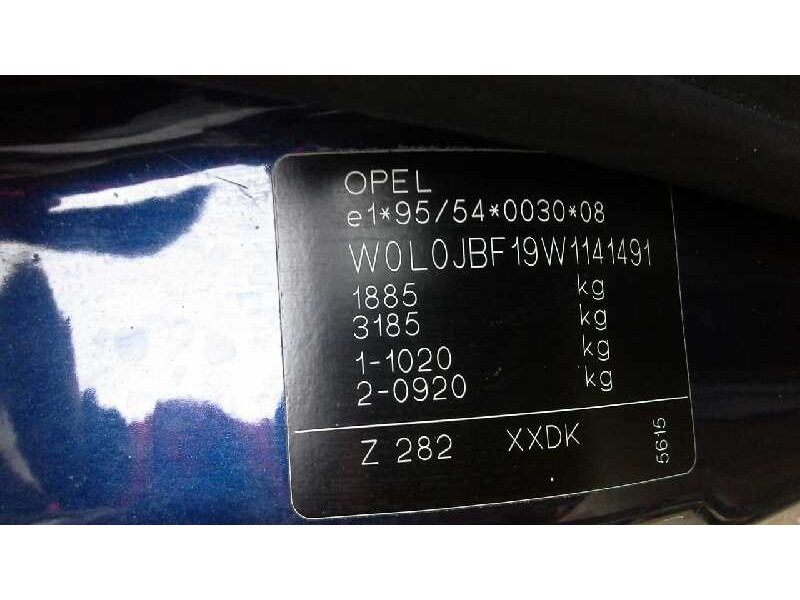 OPEL
e1*95/54*0030*08
W0L0JBF19W1141491
1885 kg
3185 kg
1-1020 kg
2-0920 kg
Z 282 XXDK 5615